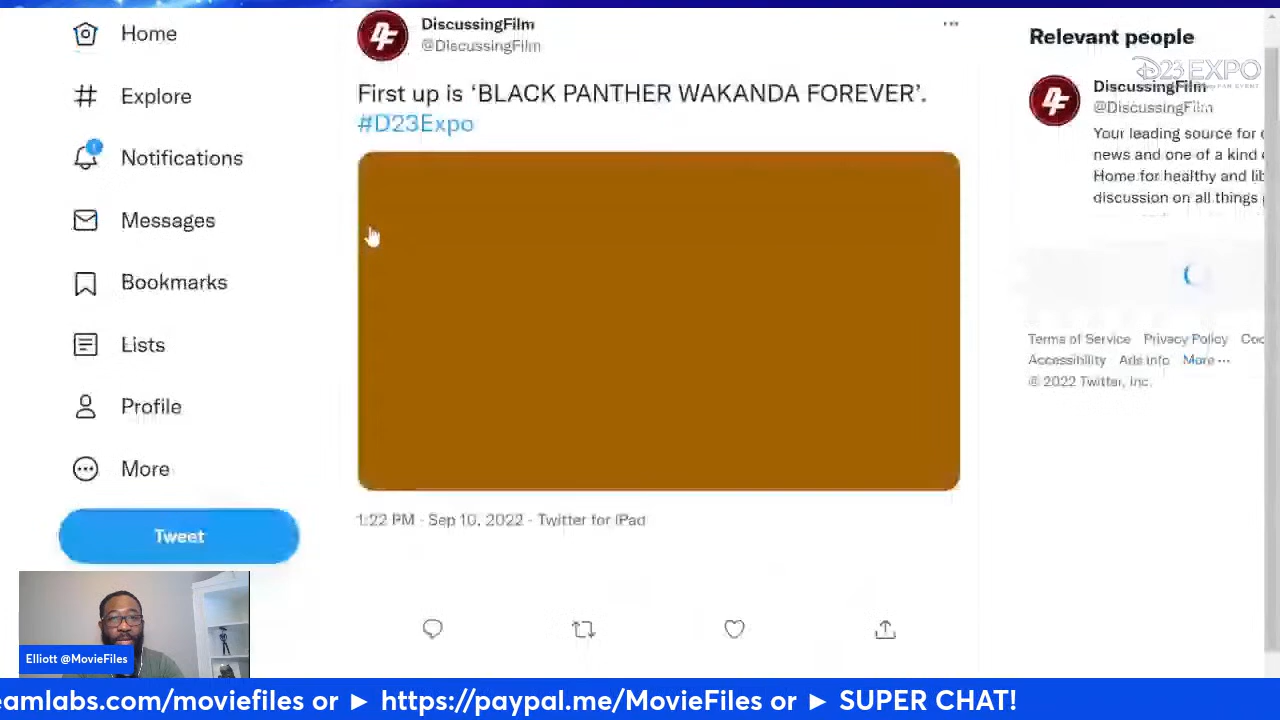 Home
Explore
Notifications
1
Messages
Bookmarks
Lists
Profile
More
Tweet
DiscussingFilm
@DiscussingFilm
First up is ‘BLACK PANTHER WAKANDA FOREVER’.
#D23Expo
1:22 PM · Sep 10, 2022 · Twitter for iPad
Relevant people
D23 EXPO
FAN EVENT
DiscussingFilm
@DiscussingFilm
Your leading source for
news and one of a kind
Home for healthy and lib
discussion on all things
Terms of Service Privacy Policy Coo
Accessibility Ads info More ···
© 2022 Twitter, Inc.
Elliott @MovieFiles
eamlabs.com/moviefiles or ► https://paypal.me/MovieFiles or ► SUPER CHAT!